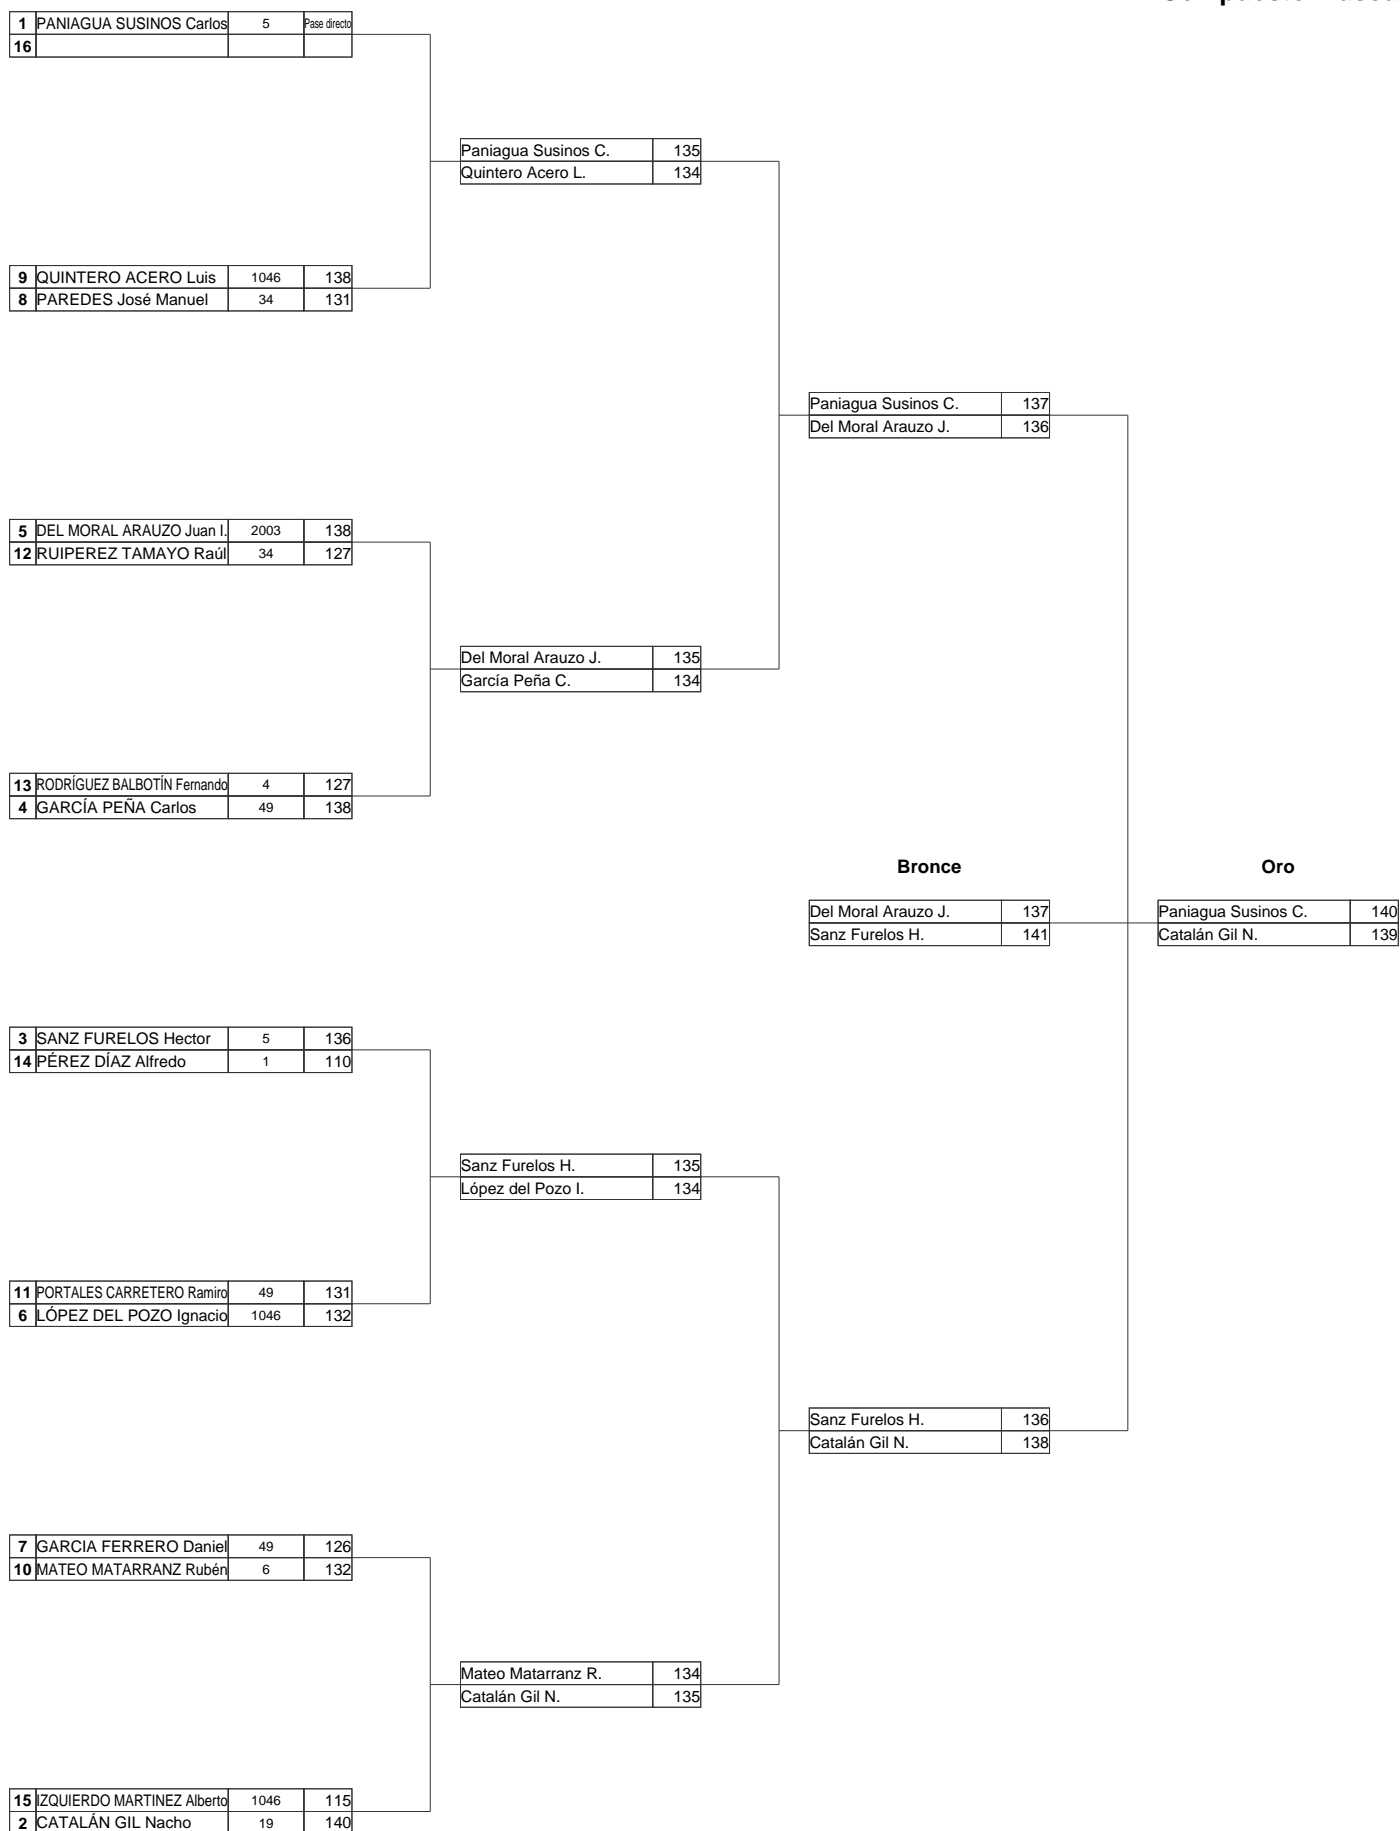 1 PANIAGUA SUSINOS Carlos 5 Pase directo
16
Paniagua Susinos C. 135
Quintero Acero L. 134
9 QUINTERO ACERO Luis 1046 138
8 PAREDES José Manuel 34 131
Paniagua Susinos C. 137
Del Moral Arauzo J. 136
5 DEL MORAL ARAUZO Juan I. 2003 138
12 RUIPEREZ TAMAYO Raúl 34 127
Del Moral Arauzo J. 135
García Peña C. 134
13 RODRÍGUEZ BALBOTÍN Fernando 4 127
4 GARCÍA PEÑA Carlos 49 138
Bronce Oro
Del Moral Arauzo J. 137 Paniagua Susinos C. 140
Sanz Furelos H. 141 Catalán Gil N. 139
3 SANZ FURELOS Hector 5 136
14 PÉREZ DÍAZ Alfredo 1 110
Sanz Furelos H. 135
López del Pozo I. 134
11 PORTALES CARRETERO Ramiro 49 131
6 LÓPEZ DEL POZO Ignacio 1046 132
Sanz Furelos H. 136
Catalán Gil N. 138
7 GARCIA FERRERO Daniel 49 126
10 MATEO MATARRANZ Rubén 6 132
Mateo Matarranz R. 134
Catalán Gil N. 135
15 IZQUIERDO MARTINEZ Alberto 1046 115
2 CATALÁN GIL Nacho 19 140